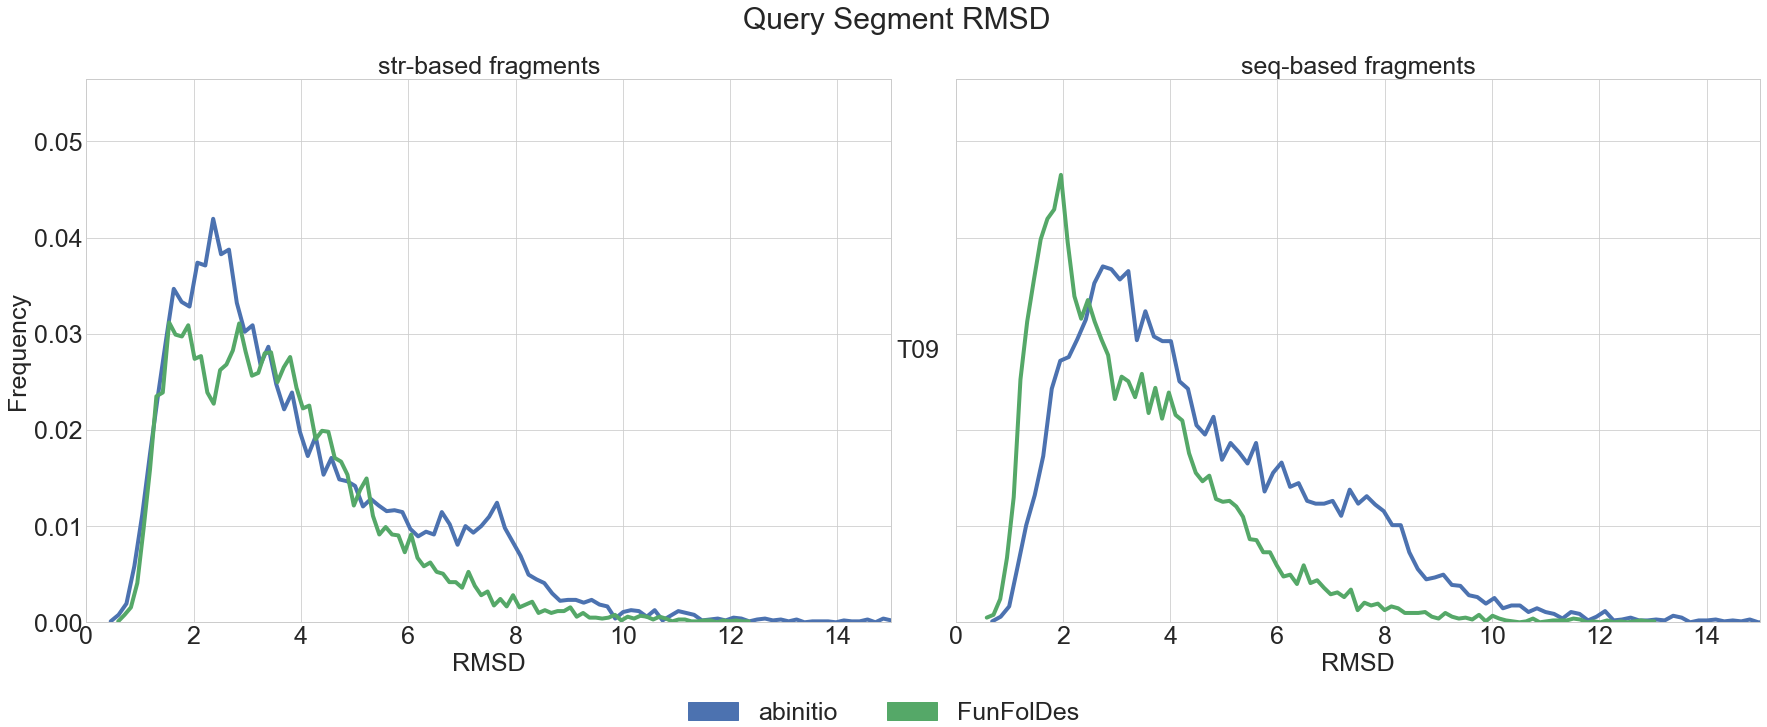 Query Segment RMSD
str-based fragments
seq-based fragments
0.05
0.04
0.03
0.02
0.01
0.00
Frequency
T09
0 2 4 6 8 10 12 14
0 2 4 6 8 10 12 14
RMSD
RMSD
abinitio
FunFolDes